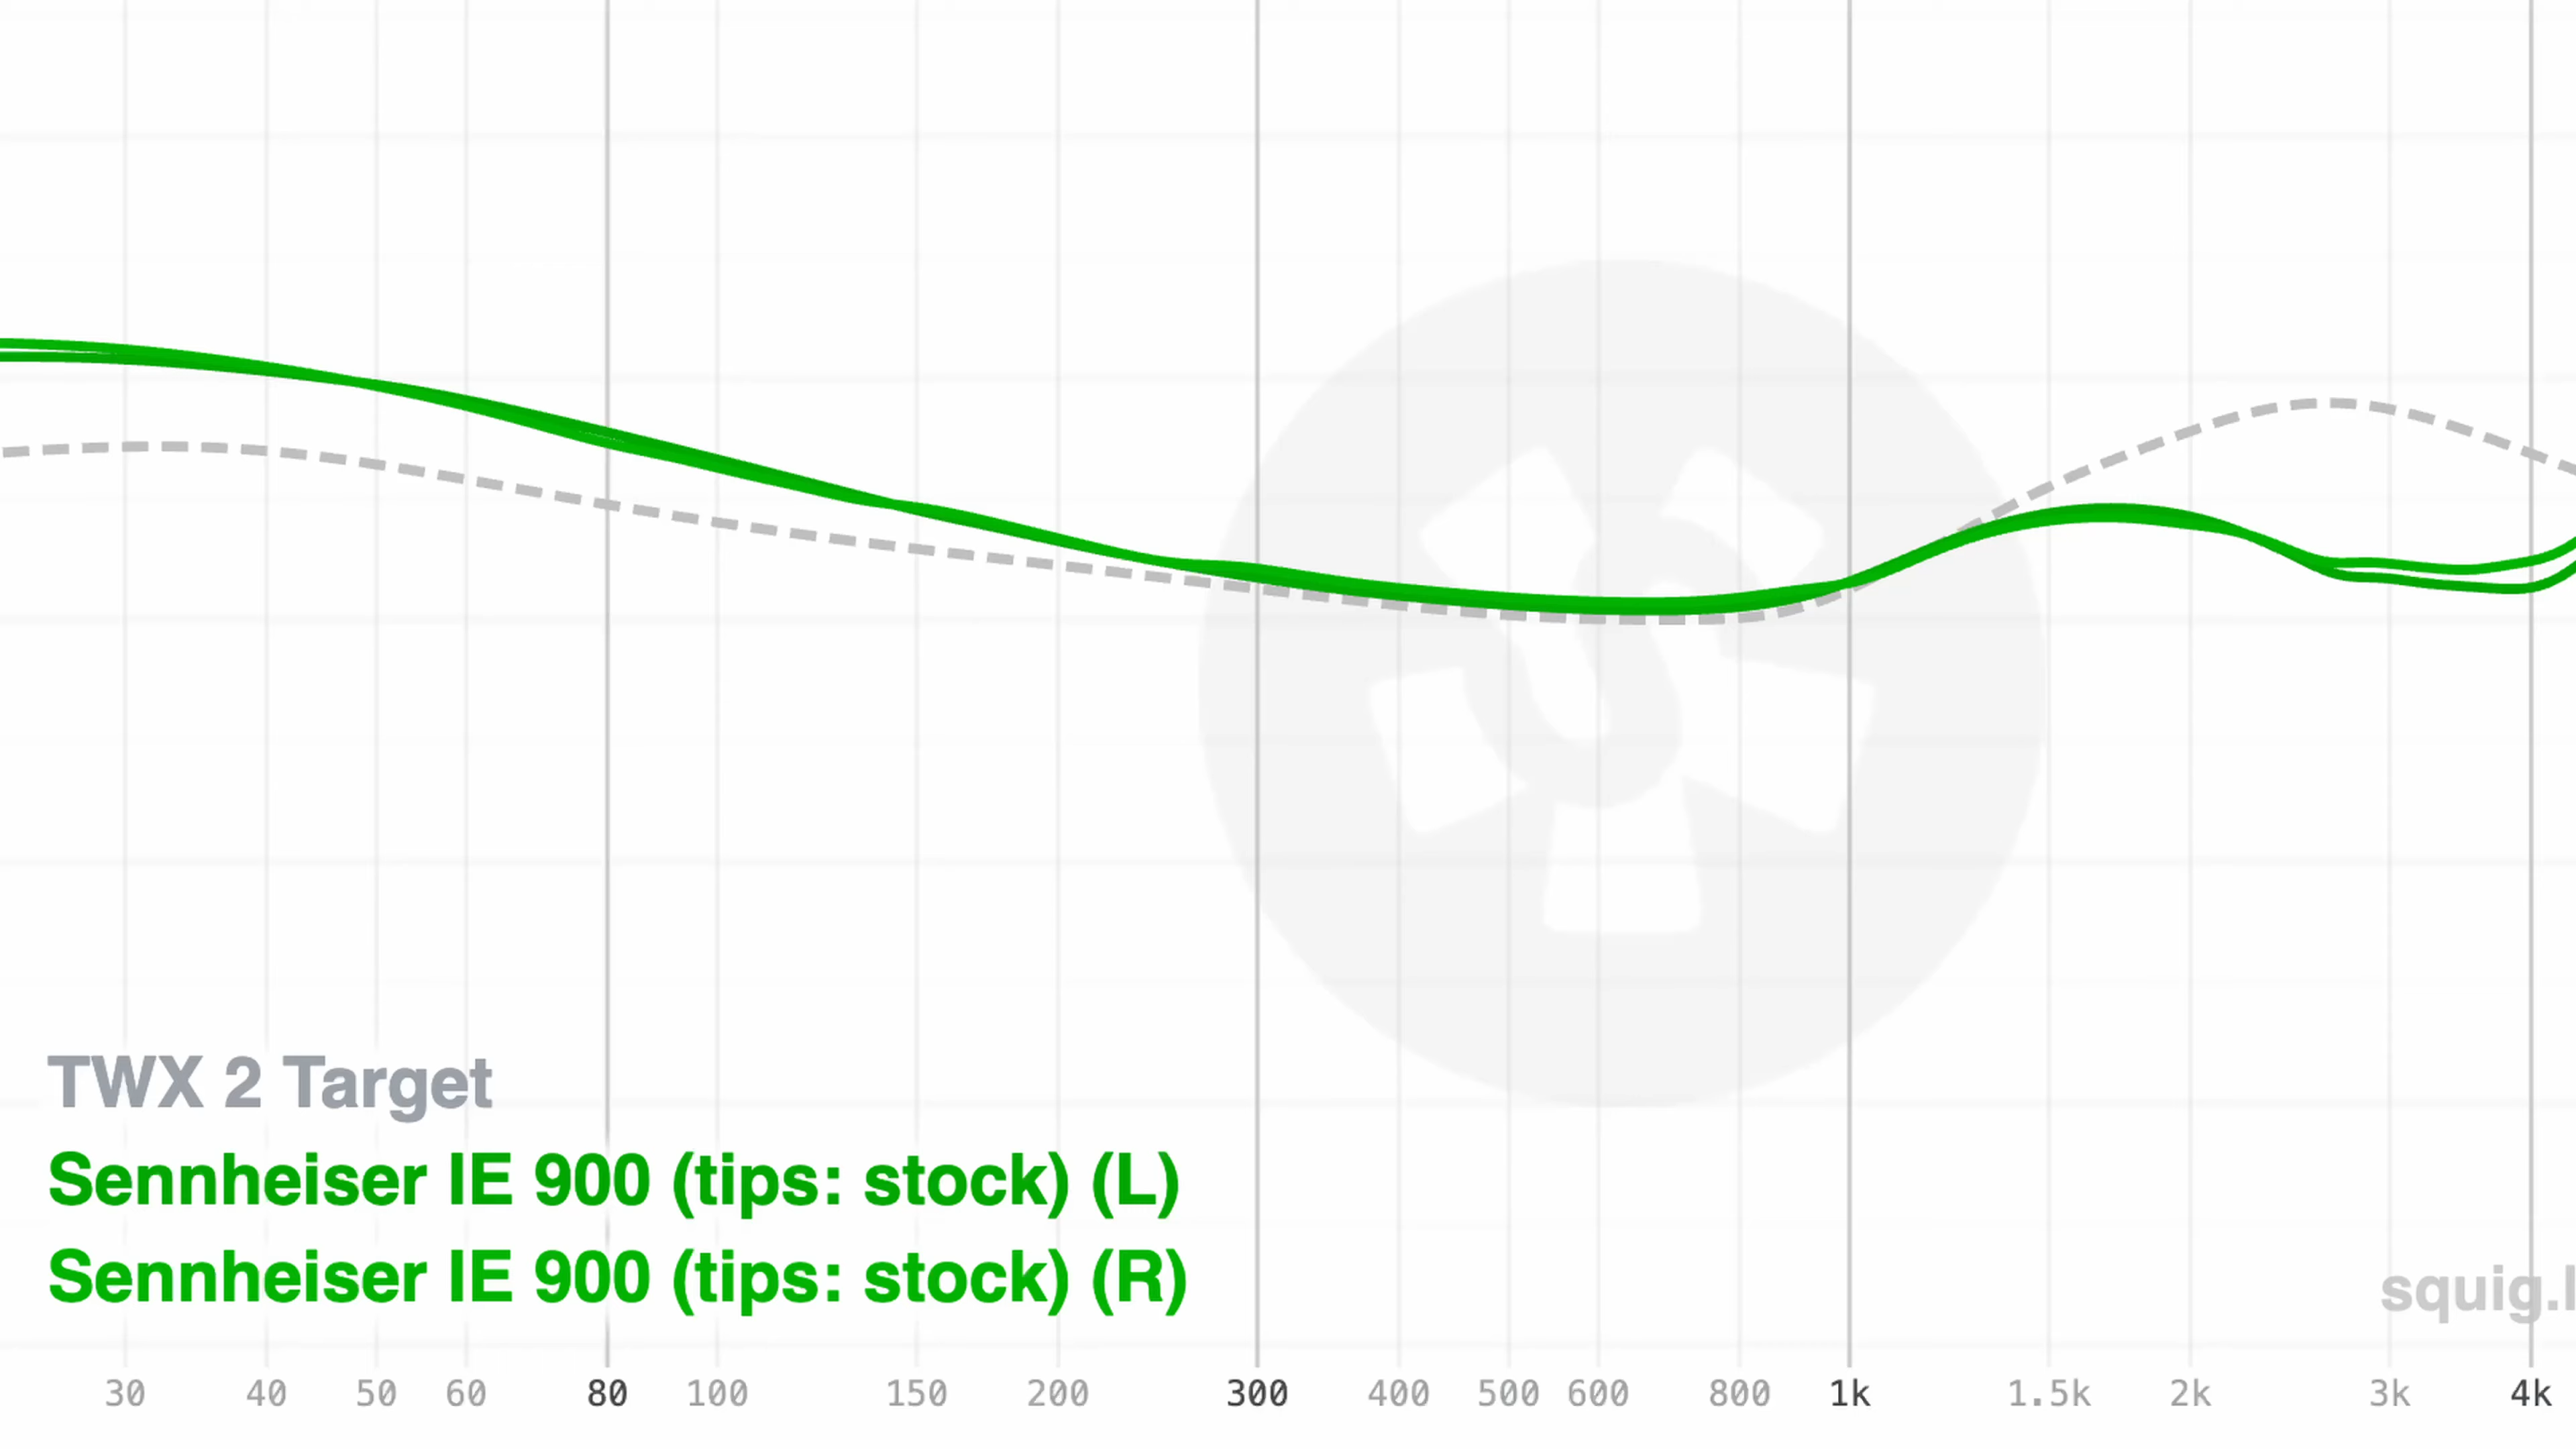 TWX 2 Target
Sennheiser IE 900 (tips: stock) (L)
Sennheiser IE 900 (tips: stock) (R)
squig.l
30 40 50 60 80 100 150 200 300 400 500 600 800 1k 1.5k 2k 3k 4k